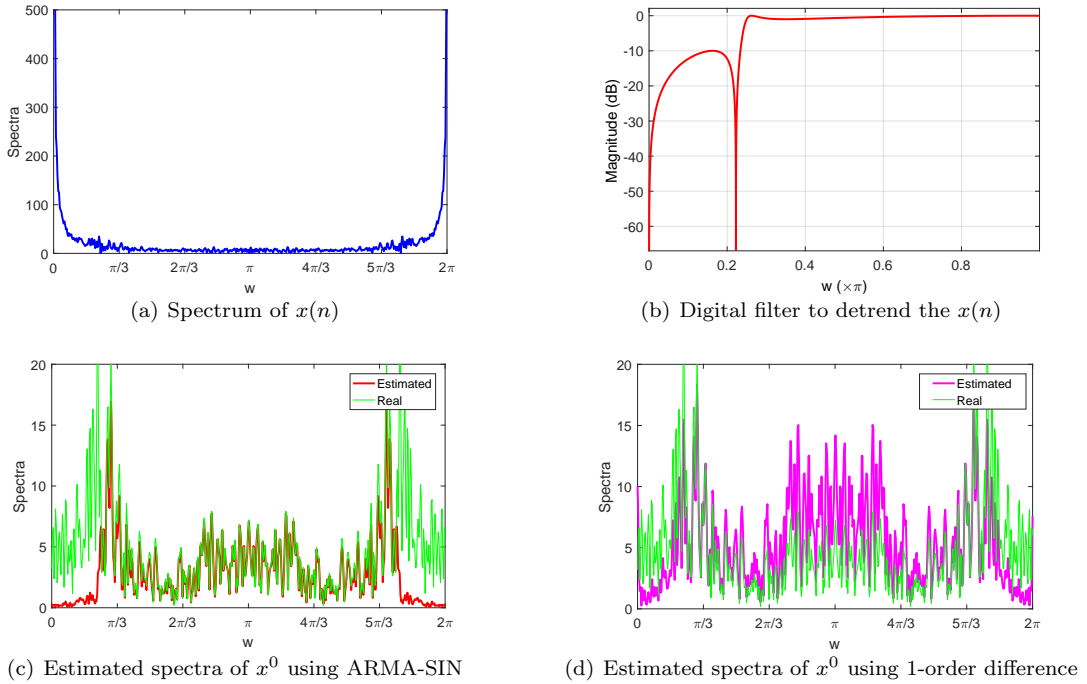 500
400
300
200
100
0
Spectra
0 π/3 2π/3 π 4π/3 5π/3 2π
w
(a) Spectrum of x(n)
0
-10
-20
-30
-40
-50
-60
Magnitude (dB)
0 0.2 0.4 0.6 0.8
w (×π)
(b) Digital filter to detrend the x(n)
20
15
10
5
0
Spectra
Estimated
Real
0 π/3 2π/3 π 4π/3 5π/3 2π
w
(c) Estimated spectra of x⁰ using ARMA-SIN
20
15
10
5
0
Spectra
Estimated
Real
0 π/3 2π/3 π 4π/3 5π/3 2π
w
(d) Estimated spectra of x⁰ using 1-order difference